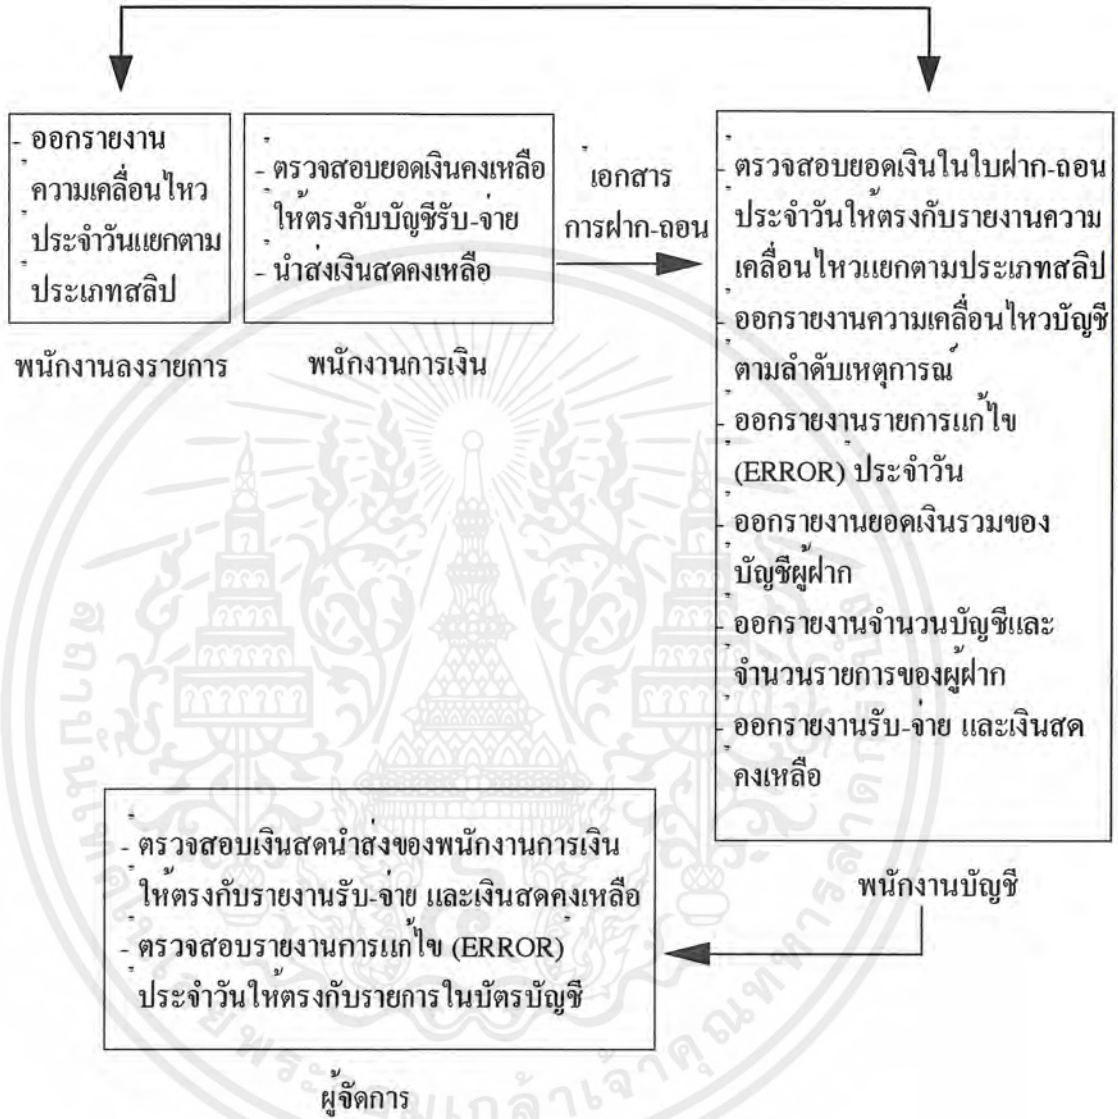 - ออกรายงาน
ความเคลื่อนไหว
ประจำวันแยกตาม
ประเภทสลิป
พนักงานลงรายการ
- ตรวจสอบยอดเงินคงเหลือ
ให้ตรงกับบัญชีรับ-จ่าย
- นำส่งเงินสดคงเหลือ
พนักงานการเงิน
เอกสาร
การฝาก-ถอน
- ตรวจสอบยอดเงินในใบฝาก-ถอน
ประจำวันให้ตรงกับรายงานความ
เคลื่อนไหวแยกตามประเภทสลิป
- ออกรายงานความเคลื่อนไหวบัญชี
ตามลำดับเหตุการณ์
- ออกรายงานรายการแก้ไข
(ERROR) ประจำวัน
- ออกรายงานยอดเงินรวมของ
บัญชีผู้ฝาก
- ออกรายงานจำนวนบัญชีและ
จำนวนรายการของผู้ฝาก
- ออกรายงานรับ-จ่าย และเงินสด
คงเหลือ
พนักงานบัญชี
- ตรวจสอบเงินสดนำส่งของพนักงานการเงิน
ให้ตรงกับรายงานรับ-จ่าย และเงินสดคงเหลือ
- ตรวจสอบรายงานการแก้ไข (ERROR)
ประจำวันให้ตรงกับรายการในบัตรบัญชี
ผู้จัดการ